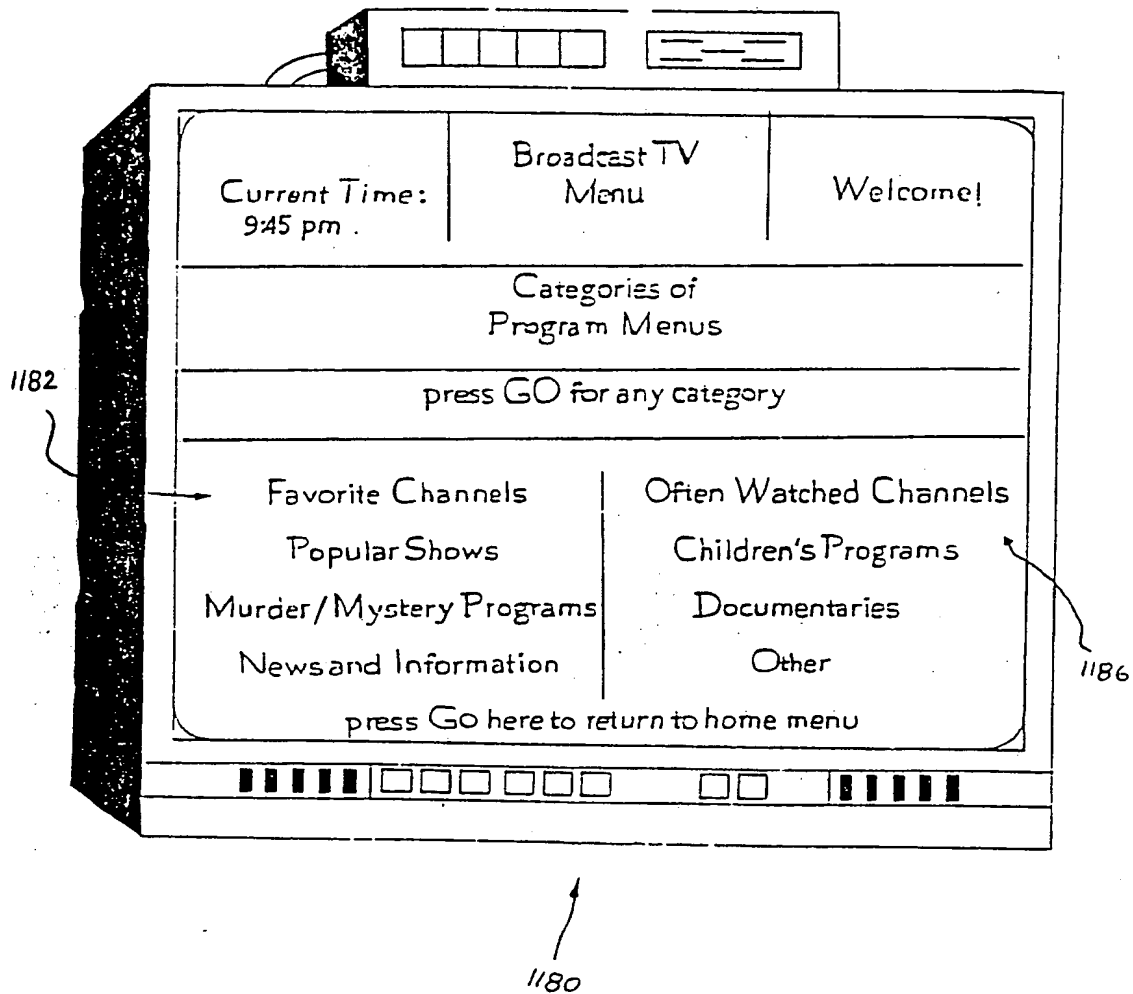 Broadcast TV
Menu
Current Time:
9:45 pm.
Welcome!
Categories of
Program Menus
press GO for any category
1182
Favorite Channels
Often Watched Channels
Popular Shows
Children's Programs
Murder/Mystery Programs
Documentaries
News and Information
Other
1186
press Go here to return to home menu
1180